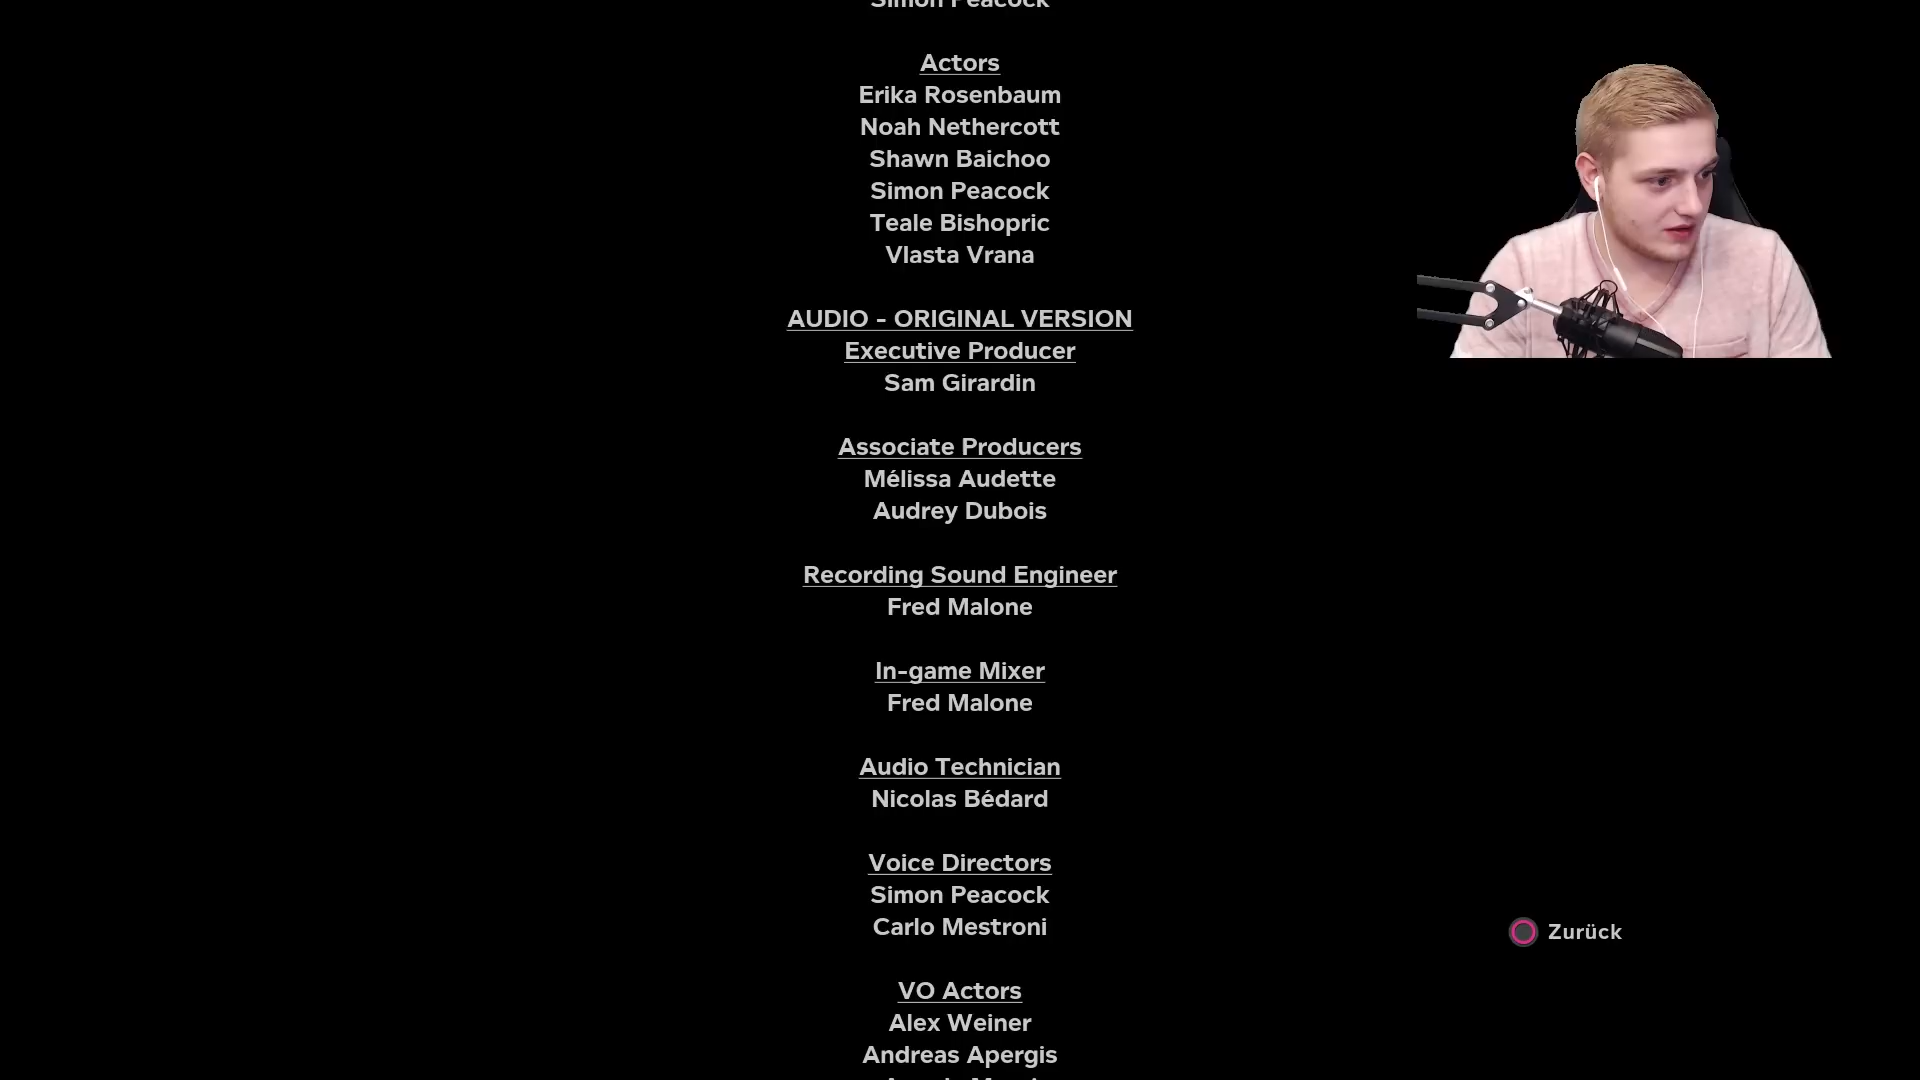 Simon Peacock
Actors
Erika Rosenbaum
Noah Nethercott
Shawn Baichoo
Simon Peacock
Teale Bishopric
Vlasta Vrana
AUDIO - ORIGINAL VERSION
Executive Producer
Sam Girardin
Associate Producers
Mélissa Audette
Audrey Dubois
Recording Sound Engineer
Fred Malone
In-game Mixer
Fred Malone
Audio Technician
Nicolas Bédard
Voice Directors
Simon Peacock
Carlo Mestroni
Zurück
VO Actors
Alex Weiner
Andreas Apergis